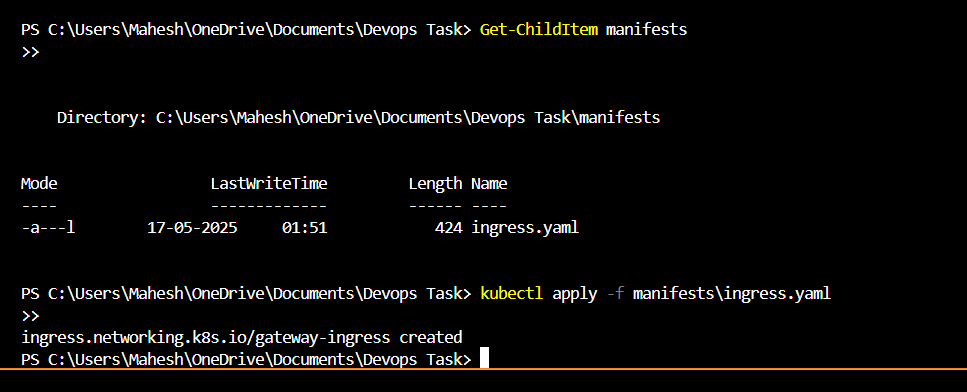 PS C:\Users\Mahesh\OneDrive\Documents\Devops Task> Get-ChildItem manifests
>>
Directory: C:\Users\Mahesh\OneDrive\Documents\Devops Task\manifests
Mode LastWriteTime Length Name
---- ------------- ------ ----
-a---l 17-05-2025 01:51 424 ingress.yaml
PS C:\Users\Mahesh\OneDrive\Documents\Devops Task> kubectl apply -f manifests\ingress.yaml
>>
ingress.networking.k8s.io/gateway-ingress created
PS C:\Users\Mahesh\OneDrive\Documents\Devops Task>